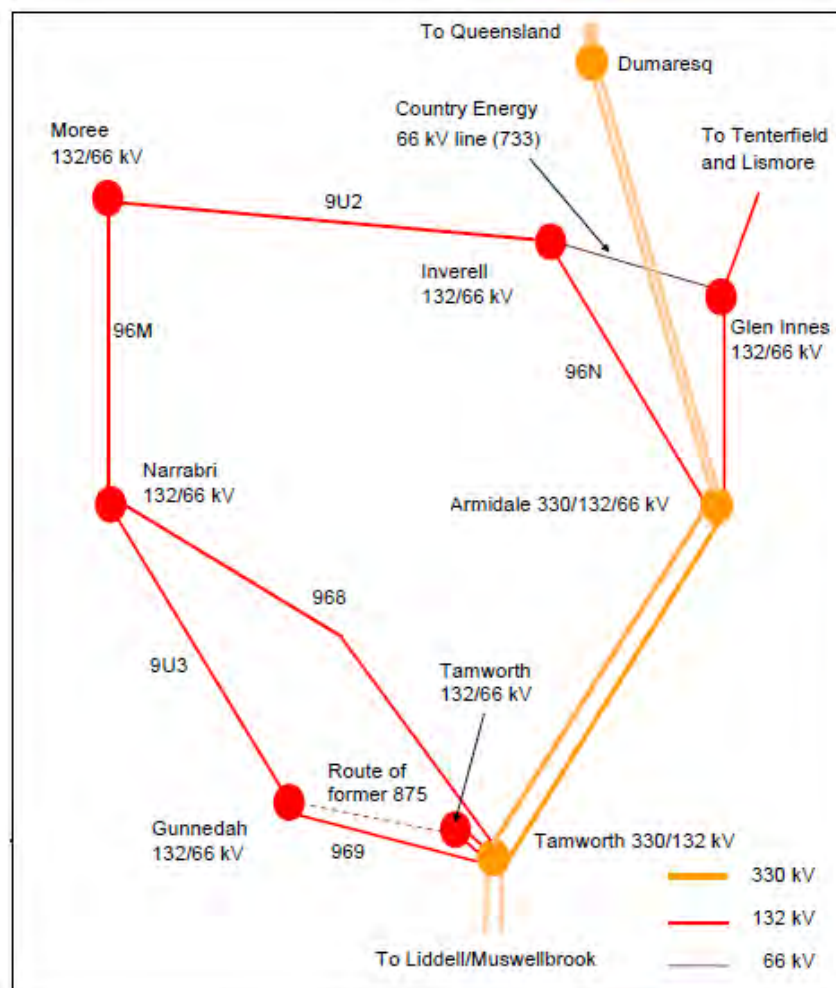 To Queensland
Dumaresq
Country Energy
66 kV line (733)
To Tenterfield
and Lismore
Moree
132/66 kV
9U2
Inverell
132/66 kV
Glen Innes
132/66 kV
96M
96N
Narrabri
132/66 kV
Armidale 330/132/66 kV
968
9U3
Tamworth
132/66 kV
Route of
former 875
Gunnedah
132/66 kV
969
Tamworth 330/132 kV
330 kV
132 kV
66 kV
To Liddell/Muswellbrook